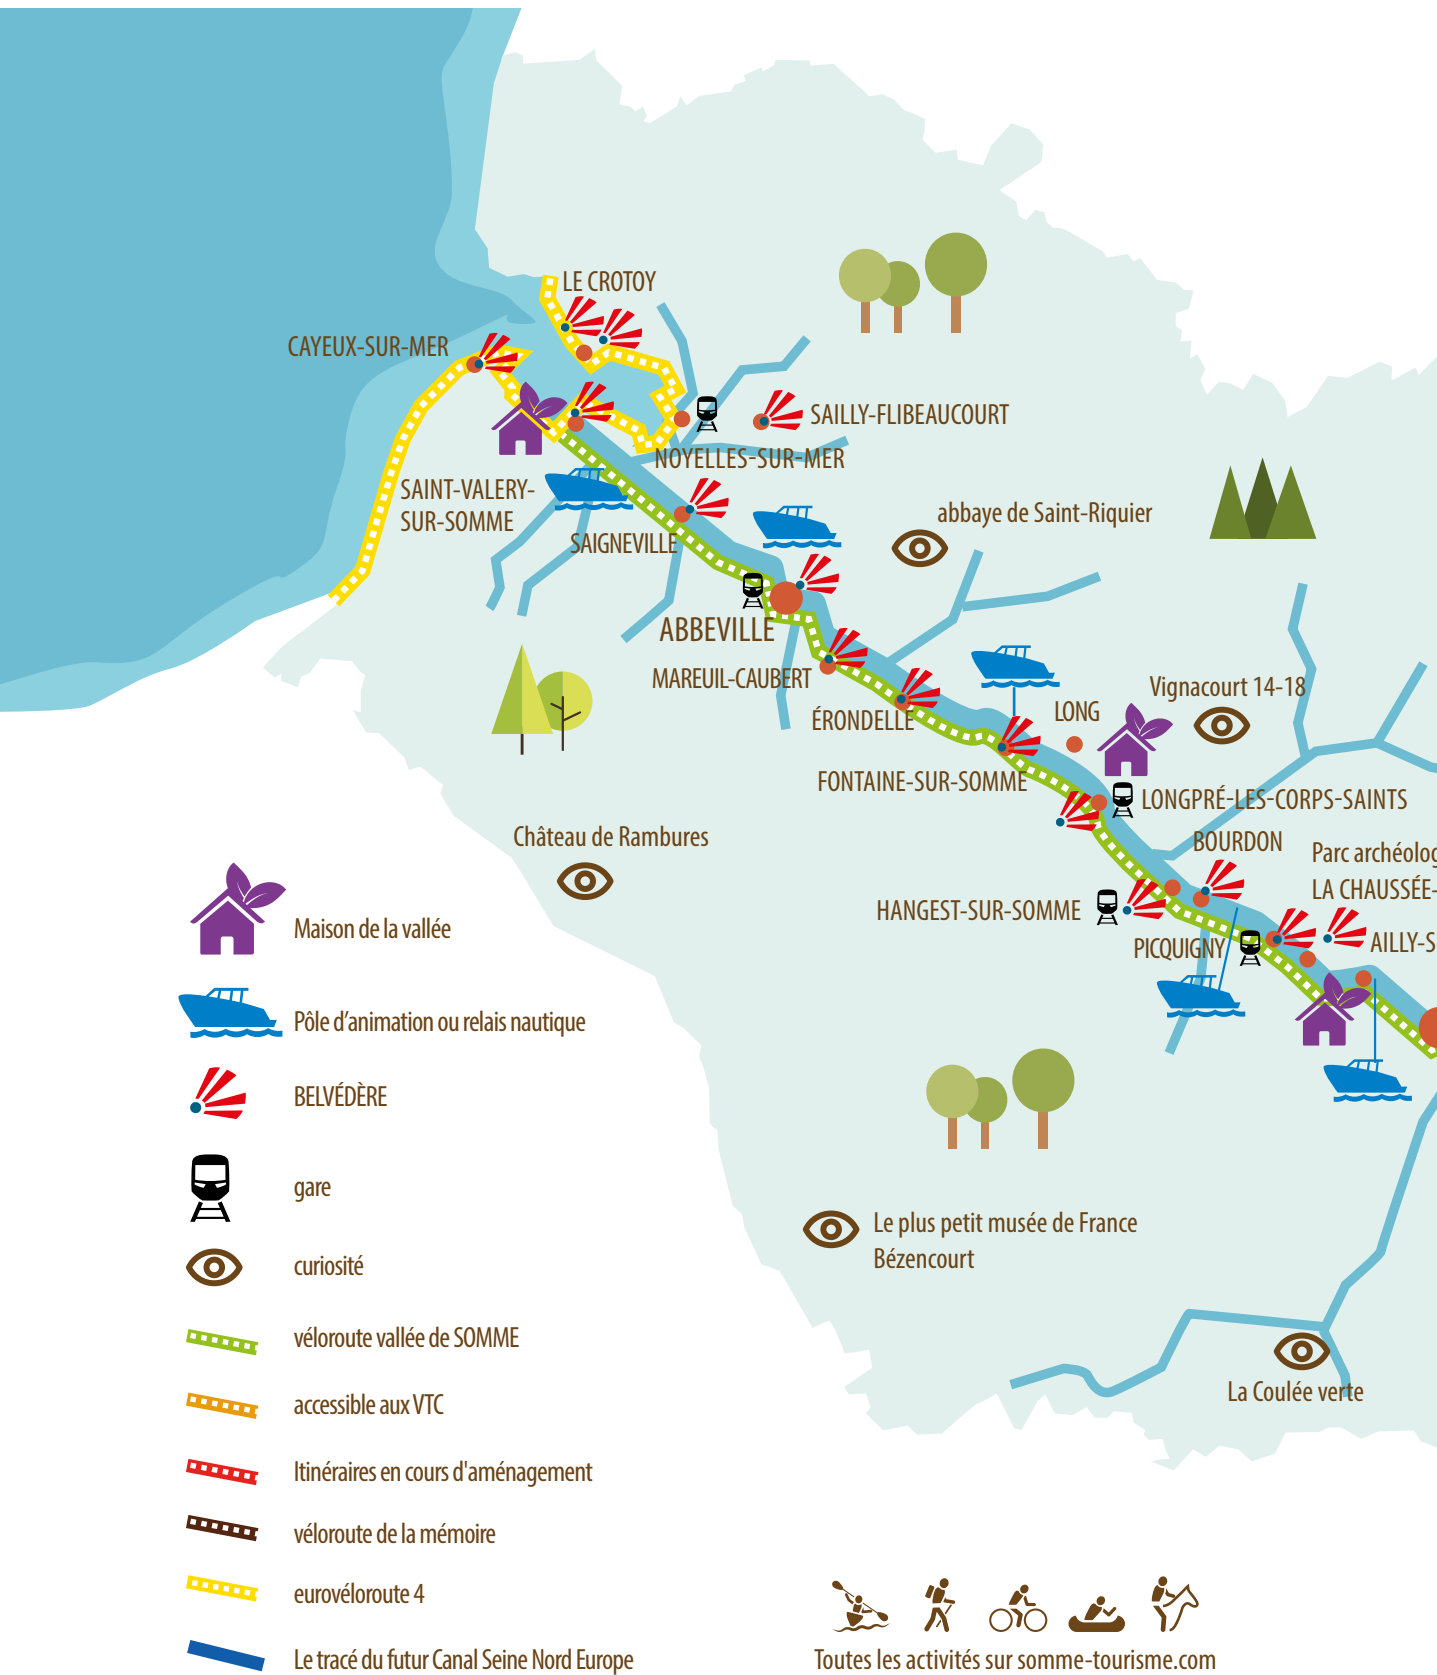 LE CROTOY
CAYEUX-SUR-MER
SAILLY-FLIBEAUCOURT
NOYELLES-SUR-MER
SAINT-VALERY-
SUR-SOMME
abbaye de Saint-Riquier
SAIGNEVILLE
ABBEVILLE
MAREUIL-CAUBERT
Vignacourt 14-18
LONG
ÉRONDELLE
FONTAINE-SUR-SOMME
LONGPRÉ-LES-CORPS-SAINTS
Château de Rambures
BOURDON
Parc archéolog
LA CHAUSSÉE-
HANGEST-SUR-SOMME
PICQUIGNY
AILLY-S
Maison de la vallée
Pôle d’animation ou relais nautique
BELVÉDÈRE
gare
curiosité
véloroute vallée de SOMME
accessible aux VTC
Itinéraires en cours d'aménagement
véloroute de la mémoire
eurovéloroute 4
Le tracé du futur Canal Seine Nord Europe
Le plus petit musée de France
Bézencourt
La Coulée verte
Toutes les activités sur somme-tourisme.com